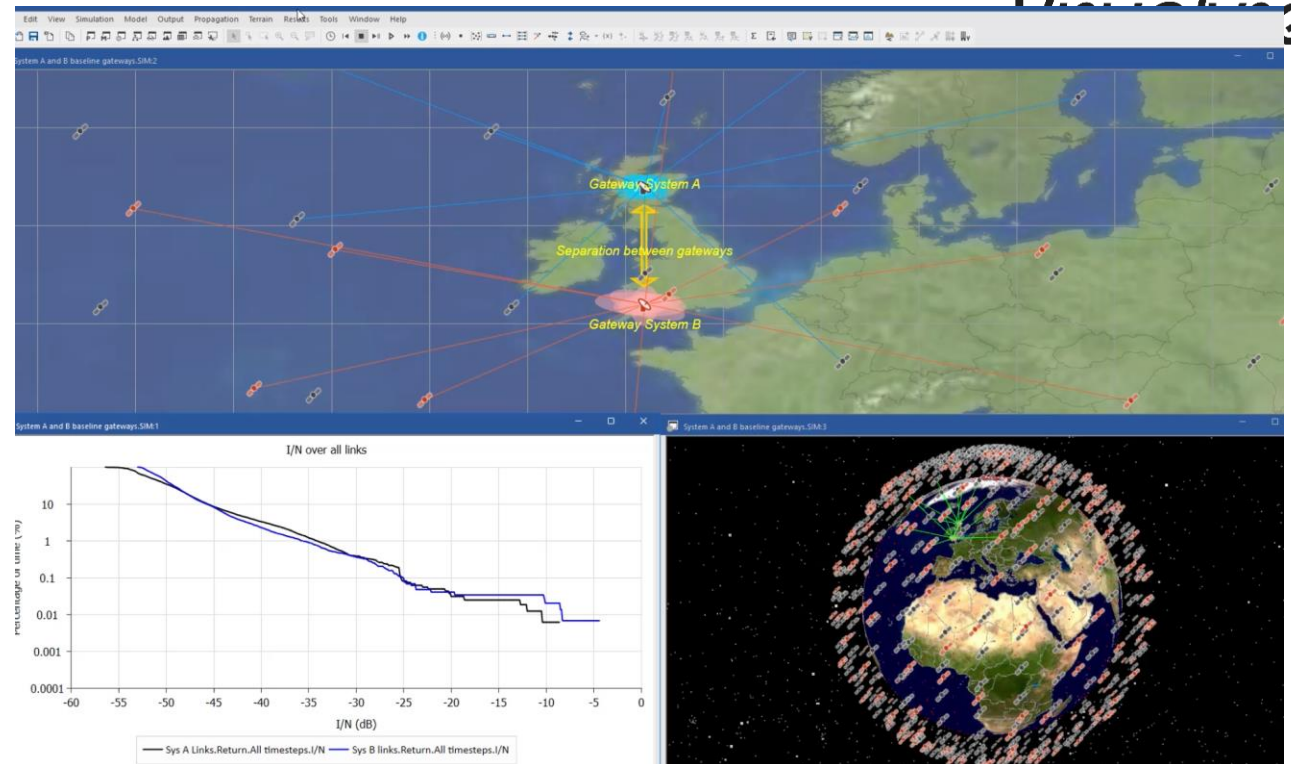 Edit View Simulation Model Output Propagation Terrain Results Tools Window Help
System A and B baseline gateways.SIM:2
Gateway System A
Separation between gateways
Gateway System B
System A and B baseline gateways.SIM:1
I/N over all links
Percentage of time (%)
10
1
0.1
0.01
0.001
0.0001
-60 -55 -50 -45 -40 -35 -30 -25 -20 -15 -10 -5 0
I/N (dB)
Sys A Links.Return.All timesteps.I/N Sys B links.Return.All timesteps.I/N
System A and B baseline gateways.SIM:3